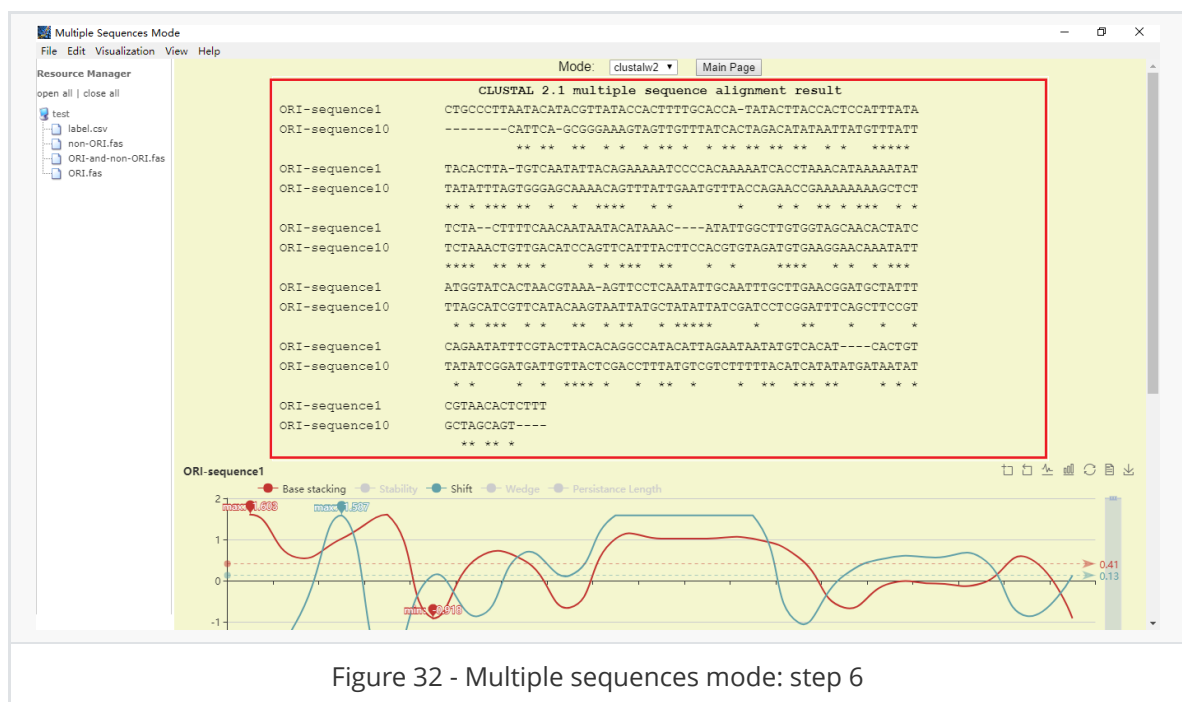 Multiple Sequences Mode
File Edit Visualization View Help
Resource Manager
open all | close all
test
label.csv
non-ORI.fas
ORI-and-non-ORI.fas
ORI.fas
Mode: clustalw2 Main Page
CLUSTAL 2.1 multiple sequence alignment result
ORI-sequence1 CTGCCCTTAATACATACGTTATACCACTTTTGCACCA-TATACTTACCACTCCATTTATA
ORI-sequence10 --------CATTCA-GCGGGAAAGTAGTTGTTTATCACTAGACATATAATTATGTTTATT
** ** ** * * * ** * * ** ** ** ** * * *****
ORI-sequence1 TACACTTA-TGTCAATATTACAGAAAAATCCCCACAAAAATCACCTAAACATAAAAATAT
ORI-sequence10 TATATTTAGTGGGAGCAAAACAGTTTATTGAATGTTTACCAGAACCGAAAAAAAAGCTCT
** * *** ** * * **** * * * * * ** * *** * *
ORI-sequence1 TCTA--CTTTTCAACAATAATACATAAAC----ATATTGGCTTGTGGTAGCAACACTATC
ORI-sequence10 TCTAAACTGTTGACATCCAGTTCATTTACTTCCACGTGTAGATGTGAAGGAACAAATATT
**** ** ** * * * *** ** * * **** * * * ***
ORI-sequence1 ATGGTATCACTAACGTAAA-AGTTCCTCAATATTGCAATTTGCTTGAACGGATGCTATTT
ORI-sequence10 TTAGCATCGTTCATACAAGTAATTATGCTATATTATCGATCCTCGGATTTCAGCTTCCGT
* * *** * * ** * ** * ***** * ** * * *
ORI-sequence1 CAGAATATTTCGTACTTACACAGGCCATACATTAGAATAATATGTCACAT----CACTGT
ORI-sequence10 TATATCGGATGATTGTTACTCGACCTTTATGTCGTCTTTTTACATCATATATGATAATAT
* * * * **** * * ** * * ** *** ** * * *
ORI-sequence1 CGTAACACTCTTT
ORI-sequence10 GCTAGCAGT----
** ** *
ORI-sequence1
Base stacking Stability Shift Wedge Persistance Length
2
1
0
-1
0.41
0.13
Figure 32 - Multiple sequences mode: step 6